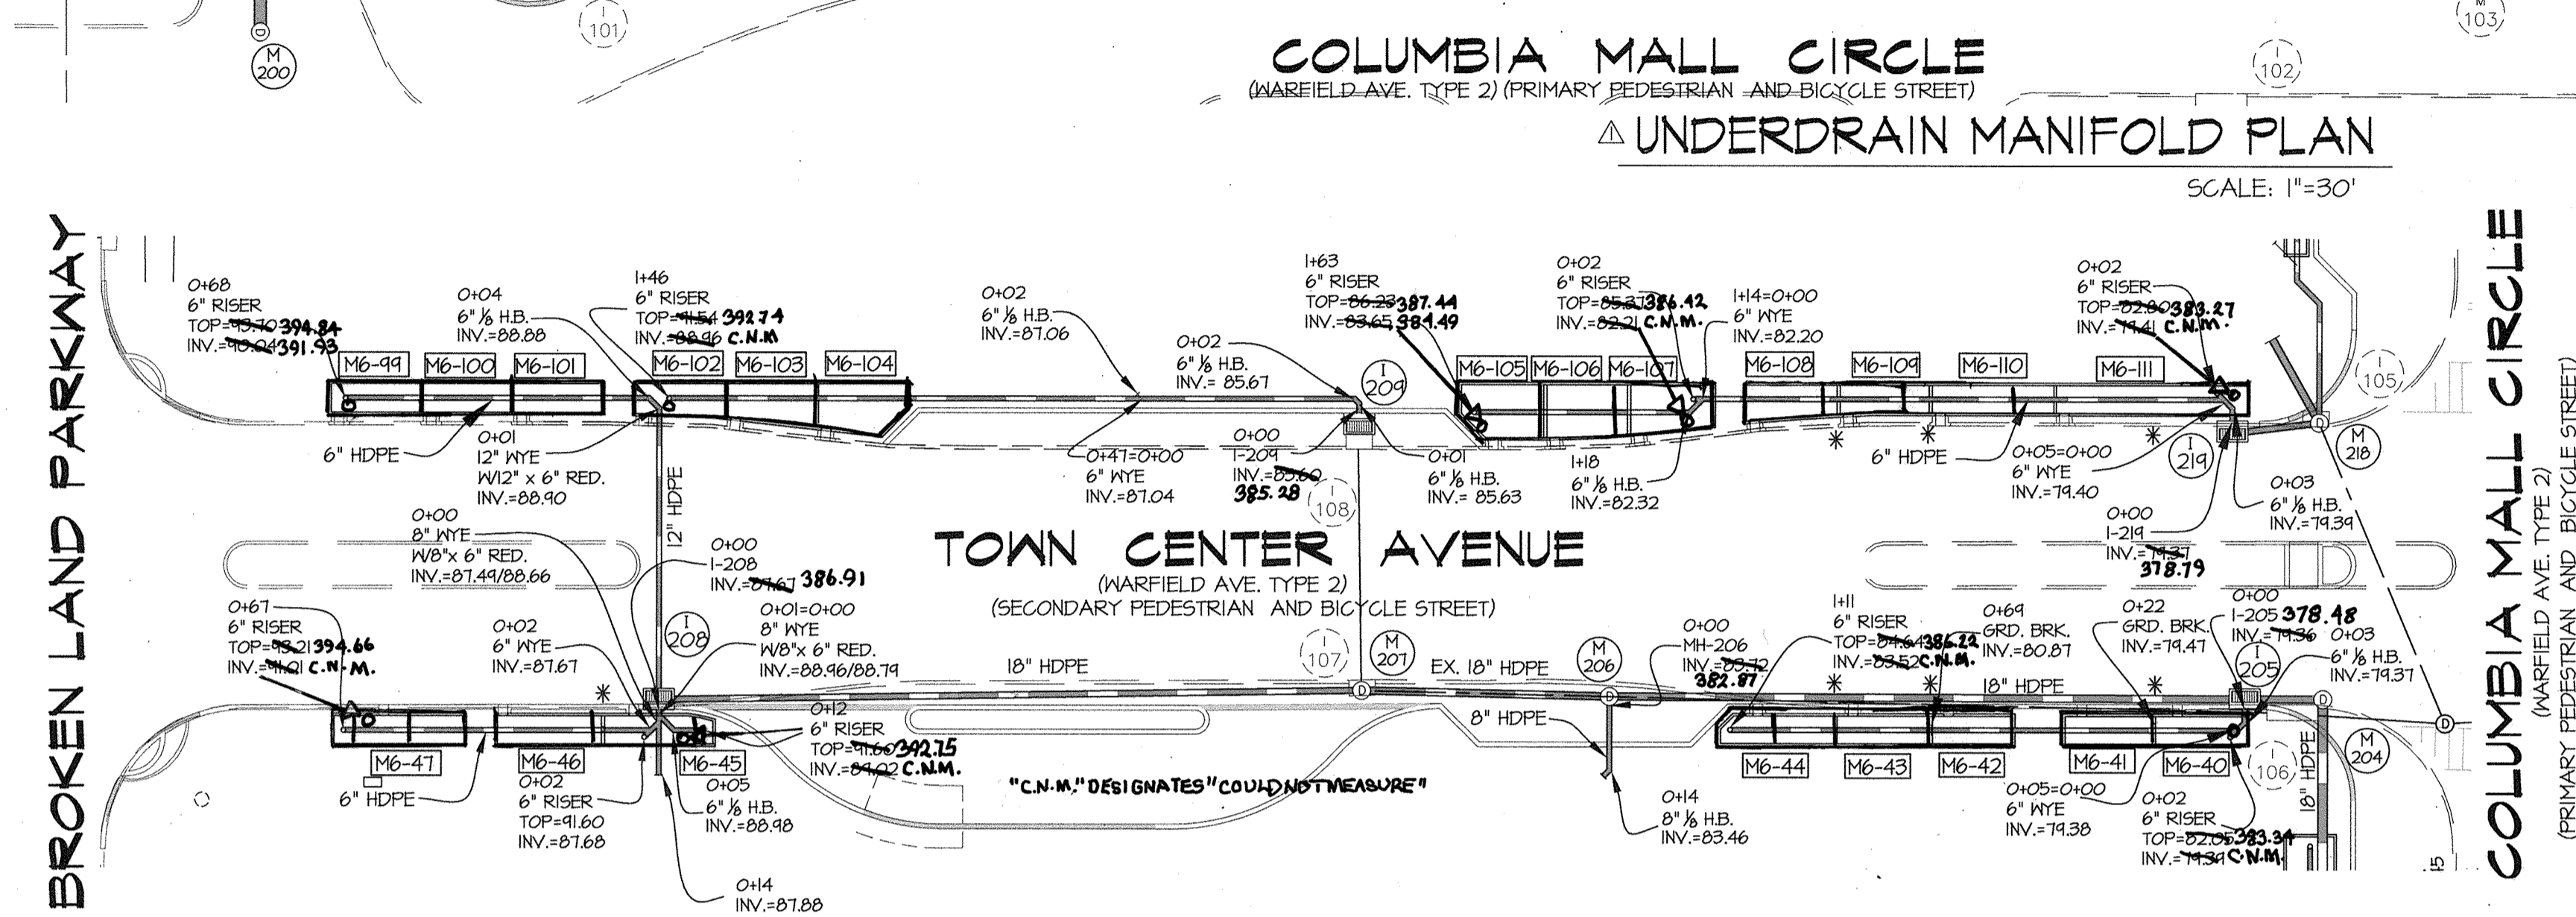 M
200
I
101
COLUMBIA MALL CIRCLE
(WARFIELD AVE. TYPE 2) (PRIMARY PEDESTRIAN AND BICYCLE STREET)
I
102
M
103
1
UNDERDRAIN MANIFOLD PLAN
SCALE: 1"=30'
BROKEN LAND PARKWAY
0+68
6" RISER
TOP=93.70 394.84
INV.=90.04 391.93
0+04
6" 1/8 H.B.
INV.=88.88
1+46
6" RISER
TOP=91.54 392.74
INV.=88.96 C.N.M
0+02
6" 1/8 H.B.
INV.=87.06
0+02
6" 1/8 H.B.
INV.= 85.67
I
209
1+63
6" RISER
TOP=86.23 387.44
INV.=83.65 384.49
0+02
6" RISER
TOP=85.37 386.42
INV.=82.21 C.N.M.
1+14=0+00
6" WYE
INV.=82.20
0+02
6" RISER
TOP=82.80 383.27
INV.=79.41 C.N.M.
I
105
M6-99
M6-100
M6-101
M6-102
M6-103
M6-104
M6-105
M6-106
M6-107
M6-108
M6-109
M6-110
M6-111
6" HDPE
0+01
12" WYE
W/12" x 6" RED.
INV.=88.90
12" HDPE
0+47=0+00
6" WYE
INV.=87.04
0+00
I-209
INV.=85.60
385.28
I
108
0+01
6" 1/8 H.B.
INV.= 85.63
1+18
6" 1/8 H.B.
INV.=82.32
6" HDPE
0+05=0+00
6" WYE
INV.=79.40
I
219
M
218
0+03
6" 1/8 H.B.
INV.=79.39
0+00
I-219
INV.=79.37
378.79
TOWN CENTER AVENUE
(WARFIELD AVE. TYPE 2)
(SECONDARY PEDESTRIAN AND BICYCLE STREET)
0+00
8" WYE
W/8"x 6" RED.
INV.=87.49/88.66
0+00
I-208
INV.=87.67 386.91
0+67
6" RISER
TOP=93.21 394.66
INV.=91.01 C.N.M.
0+02
6" WYE
INV.=87.67
I
208
0+01=0+00
8" WYE
W/8"x 6" RED.
INV.=88.96/88.79
18" HDPE
I
107
M
207
EX. 18" HDPE
M
206
0+00
MH-206
INV.=83.72
382.87
1+11
6" RISER
TOP=84.64 386.22
INV.=83.52 C.N.M.
0+69
GRD. BRK.
INV.=80.87
18" HDPE
0+22
GRD. BRK.
INV.=79.47
0+00
I-205 378.48
INV.=79.36
I
205
0+03
6" 1/8 H.B.
INV.=79.37
M6-47
M6-46
M6-45
M6-44
M6-43
M6-42
M6-41
M6-40
6" HDPE
0+02
6" RISER
TOP=91.60
INV.=87.68
0+05
6" 1/8 H.B.
INV.=88.98
0+12
6" RISER
TOP=91.60 392.75
INV.=89.02 C.N.M.
"C.N.M." DESIGNATES "COULD NOT MEASURE"
0+14
INV.=87.88
8" HDPE
0+14
8" 1/8 H.B.
INV.=83.46
0+05=0+00
6" WYE
INV.=79.38
0+02
6" RISER
TOP=82.85 383.34
INV.=79.39 C.N.M.
I
106
18" HDPE
M
204
D
COLUMBIA MALL CIRCLE
(WARFIELD AVE. TYPE 2)
(PRIMARY PEDESTRIAN AND BICYCLE STREET)